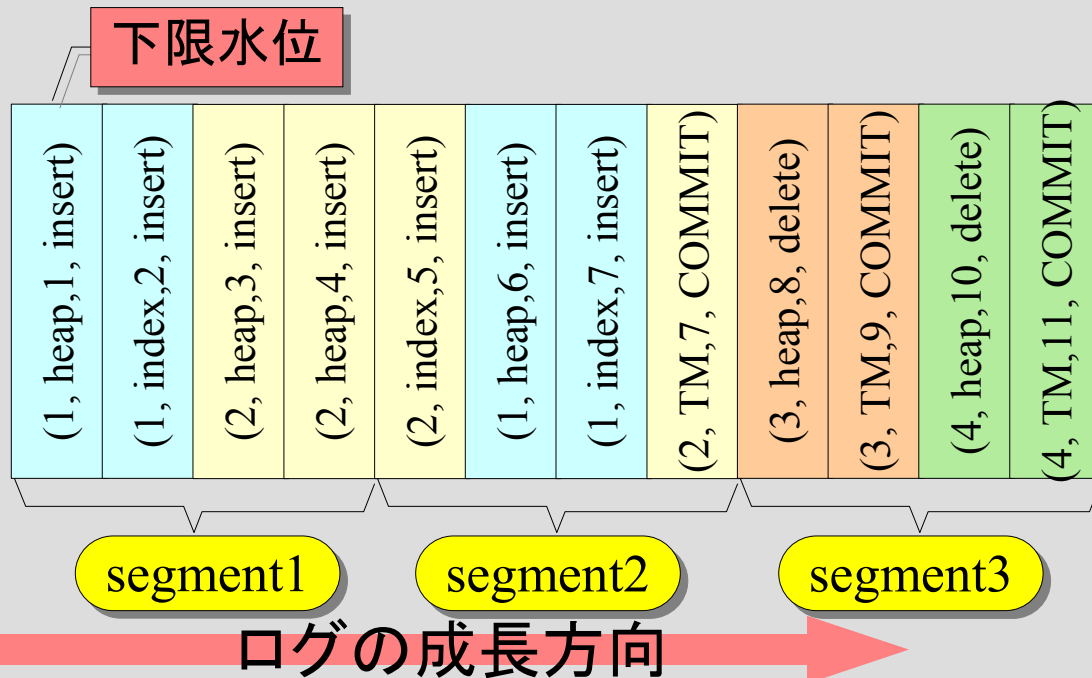 下限水位
(1, heap,1, insert)
(1, index,2, insert)
(2, heap,3, insert)
(2, heap,4, insert)
(2, index,5, insert)
(1, heap,6, insert)
(1, index,7, insert)
(2, TM,7, COMMIT)
(3, heap,8, delete)
(3, TM,9, COMMIT)
(4, heap,10, delete)
(4, TM,11, COMMIT)
segment1
segment2
segment3
ログの成長方向